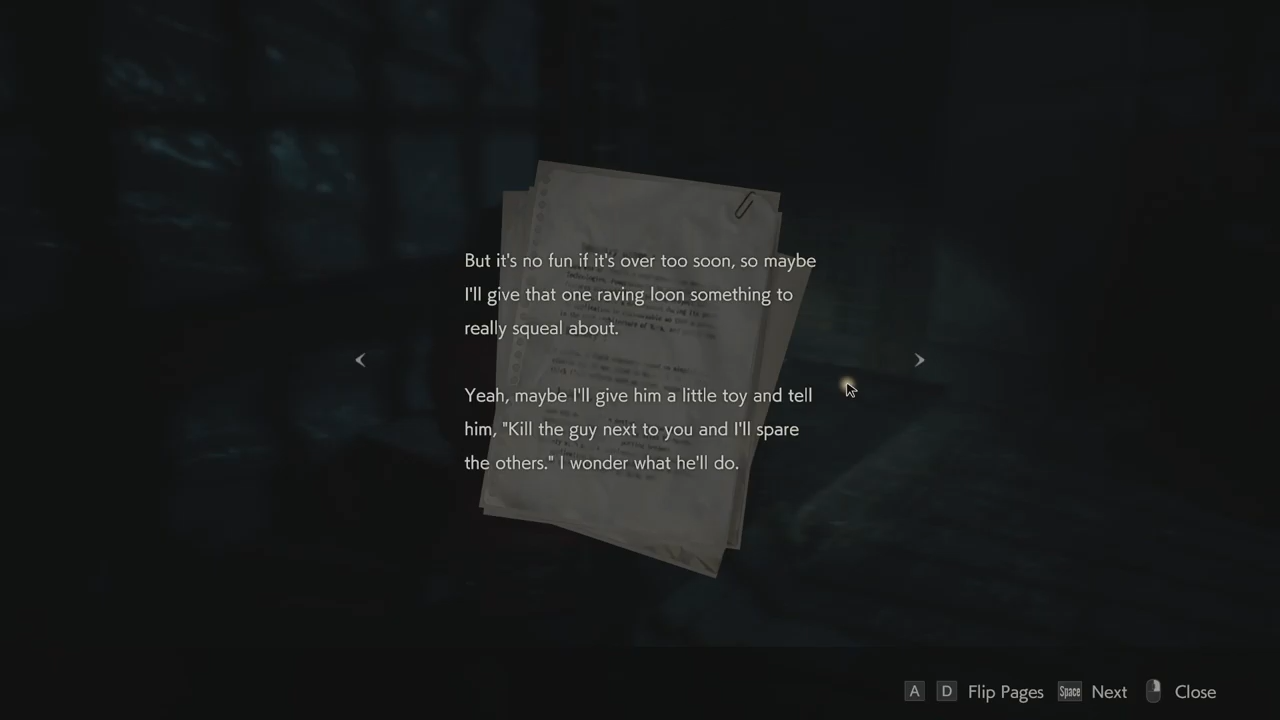 But it's no fun if it's over too soon, so maybe
I'll give that one raving loon something to
really squeal about.
Yeah, maybe I'll give him a little toy and tell
him, "Kill the guy next to you and I'll spare
the others." I wonder what he'll do.
A D Flip Pages Space Next Close